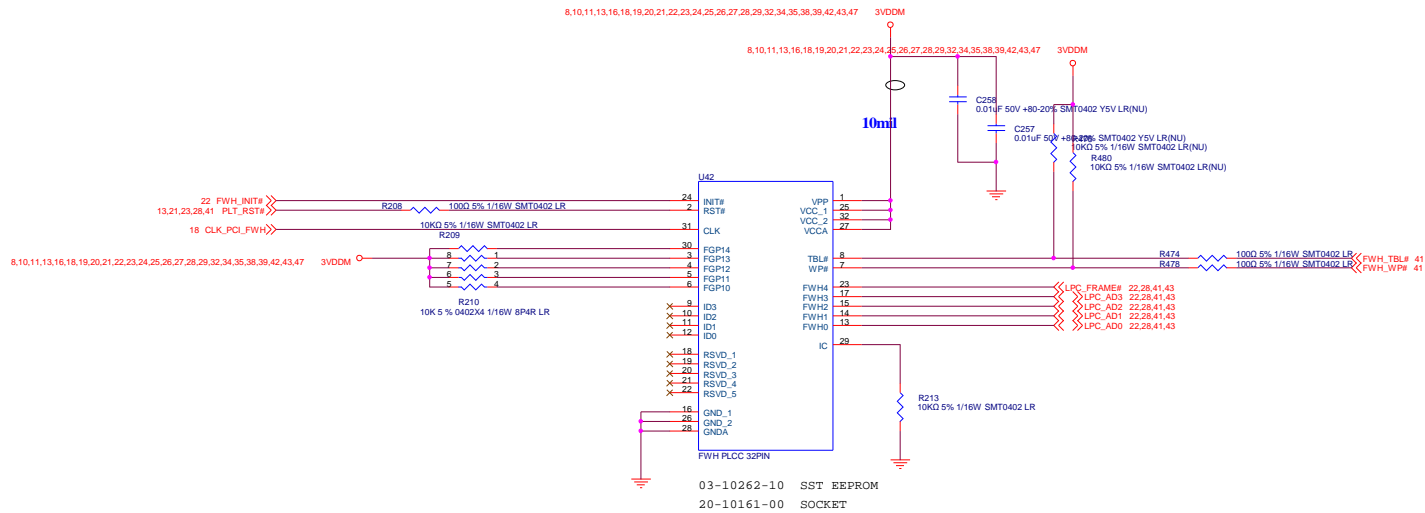 8,10,11,13,16,18,19,20,21,22,23,24,25,26,27,28,29,32,34,35,38,39,42,43,47 3VDDM
8,10,11,13,16,18,19,20,21,22,23,24,25,26,27,28,29,32,34,35,38,39,42,43,47 3VDDM
C258
0.01uF 50V +80-20% SMT0402 Y5V LR(NU)
10mil
C257
0.01uF 50V +80-20% SMT0402 Y5V LR(NU)
10KΩ 5% 1/16W SMT0402 LR(NU)
R480
10KΩ 5% 1/16W SMT0402 LR(NU)
U42
22 FWH_INIT#
24 INIT#
VPP 1
13,21,23,28,41 PLT_RST#
R208
100Ω 5% 1/16W SMT0402 LR
2 RST#
VCC_1 25
VCC_2 32
18 CLK_PCI_FWH
10KΩ 5% 1/16W SMT0402 LR
31 CLK
VCCA 27
R209
30 FGP14
8,10,11,13,16,18,19,20,21,22,23,24,25,26,27,28,29,32,34,35,38,39,42,43,47 3VDDM
8 1 3 FGP13
TBL# 8
R474
100Ω 5% 1/16W SMT0402 LR
FWH_TBL# 41
7 2 4 FGP12
WP# 7
R478
100Ω 5% 1/16W SMT0402 LR
FWH_WP# 41
6 3 5 FGP11
5 4 6 FGP10
FWH4 23
LPC_FRAME# 22,28,41,43
R210
10K 5 % 0402X4 1/16W 8P4R LR
FWH3 17
LPC_AD3 22,28,41,43
9 ID3
FWH2 15
LPC_AD2 22,28,41,43
10 ID2
FWH1 14
LPC_AD1 22,28,41,43
11 ID1
FWH0 13
LPC_AD0 22,28,41,43
12 ID0
IC 29
18 RSVD_1
19 RSVD_2
20 RSVD_3
21 RSVD_4
22 RSVD_5
R213
10KΩ 5% 1/16W SMT0402 LR
16 GND_1
26 GND_2
28 GNDA
FWH PLCC 32PIN
03-10262-10 SST EEPROM
20-10161-00 SOCKET